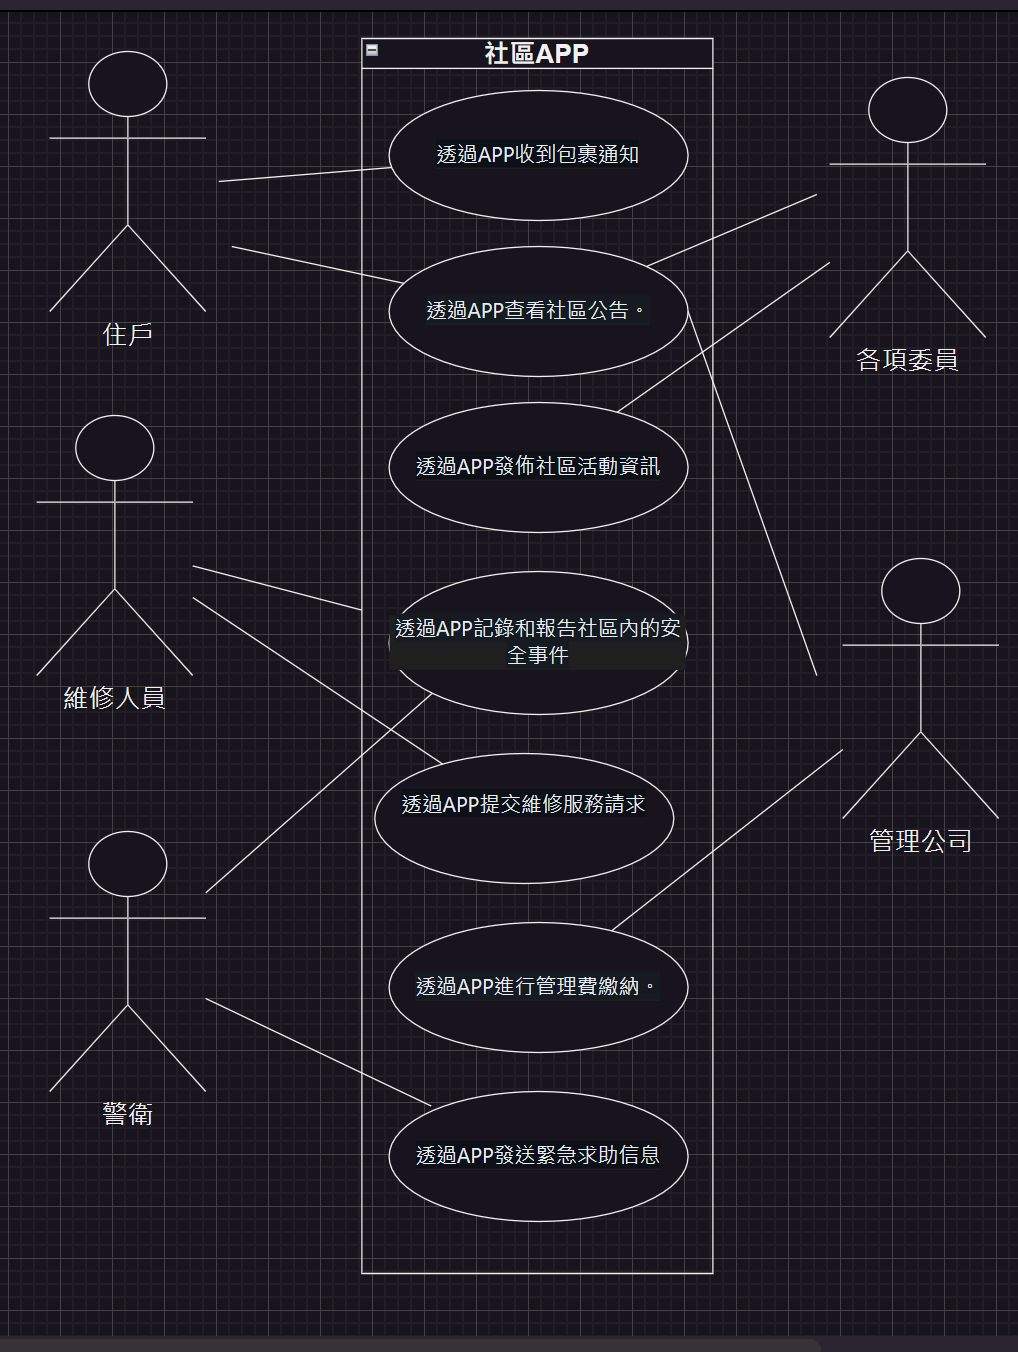 社區APP
透過APP收到包裹通知
透過APP查看社區公告。
住戶
各項委員
透過APP發佈社區活動資訊
透過APP記錄和報告社區內的安
全事件
維修人員
透過APP提交維修服務請求
管理公司
透過APP進行管理費繳納。
警衛
透過APP發送緊急求助信息